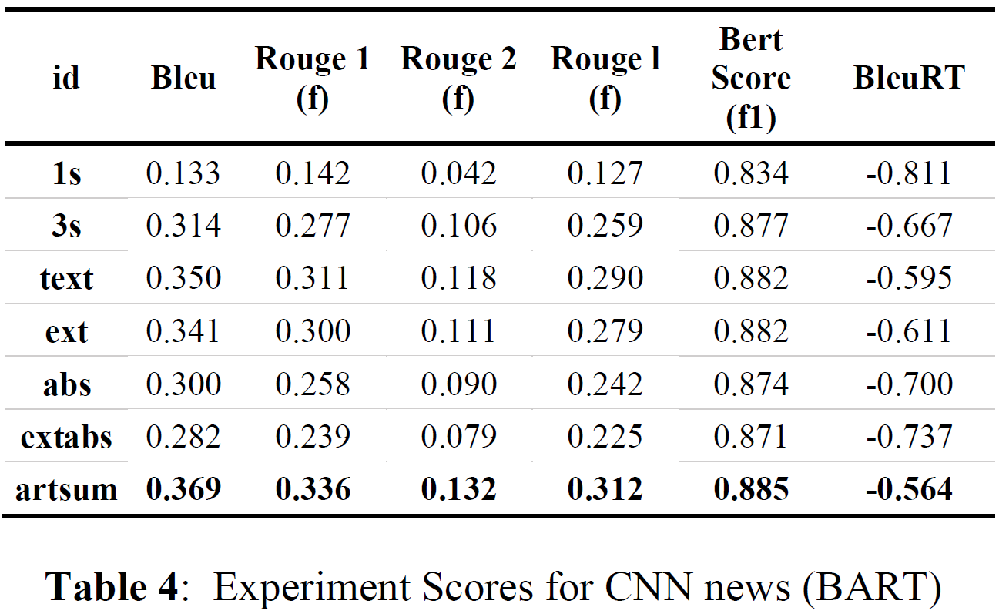 id Bleu Rouge 1 (f) Rouge 2 (f) Rouge l (f) Bert Score (f1) BleuRT
1s 0.133 0.142 0.042 0.127 0.834 -0.811
3s 0.314 0.277 0.106 0.259 0.877 -0.667
text 0.350 0.311 0.118 0.290 0.882 -0.595
ext 0.341 0.300 0.111 0.279 0.882 -0.611
abs 0.300 0.258 0.090 0.242 0.874 -0.700
extabs 0.282 0.239 0.079 0.225 0.871 -0.737
artsum 0.369 0.336 0.132 0.312 0.885 -0.564
Table 4: Experiment Scores for CNN news (BART)